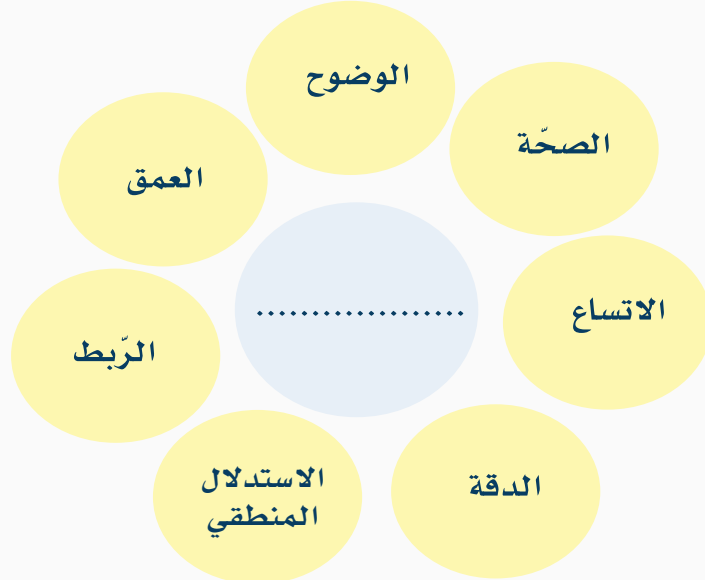 الوضوح
الصحّة
العمق
...................
الاتساع
الرّبط
الاستدلال
المنطقي
الدقة